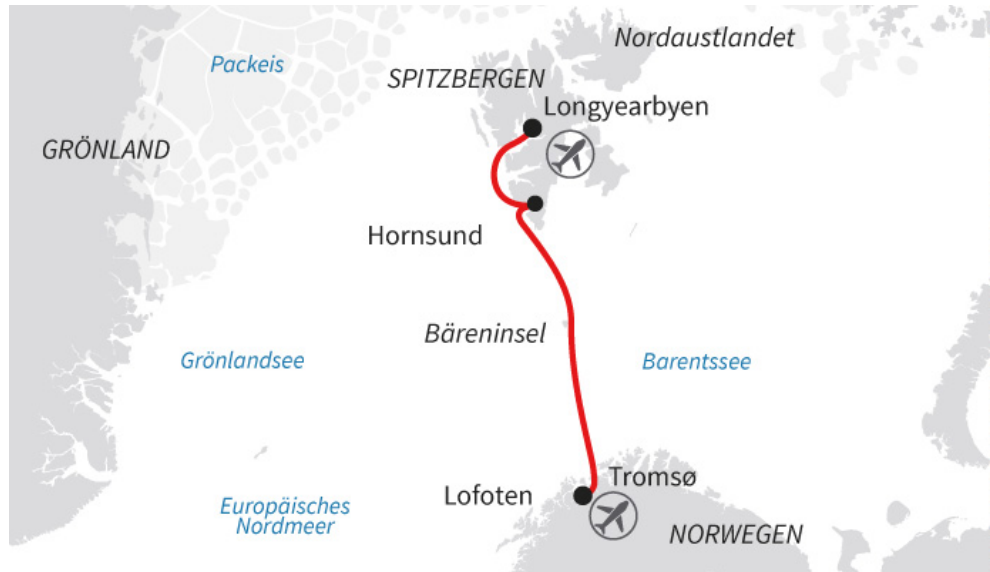 Nordaustlandet
Packeis
SPITZBERGEN
Longyearbyen
GRÖNLAND
Hornsund
Bäreninsel
Grönlandsee
Barentssee
Tromsø
Lofoten
Europäisches
Nordmeer
NORWEGEN